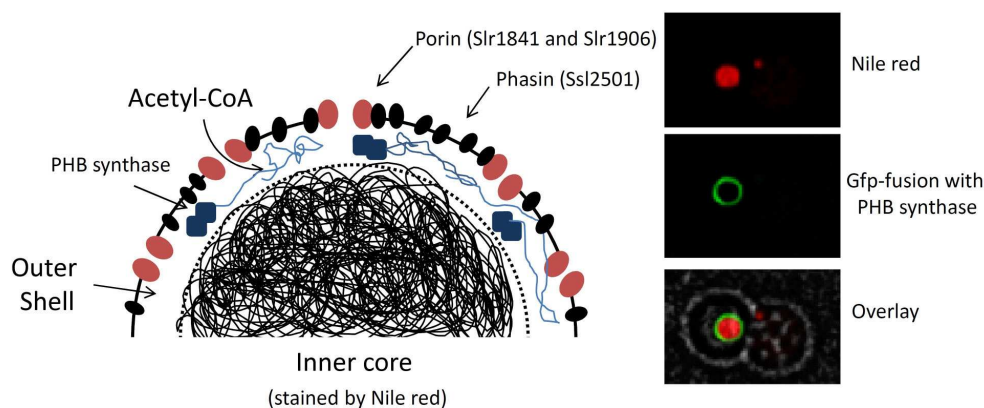 Porin (Slr1841 and Slr1906)
Phasin (Ssl2501)
Acetyl-CoA
PHB synthase
Outer
Shell
Inner core
(stained by Nile red)
Nile red
Gfp-fusion with
PHB synthase
Overlay